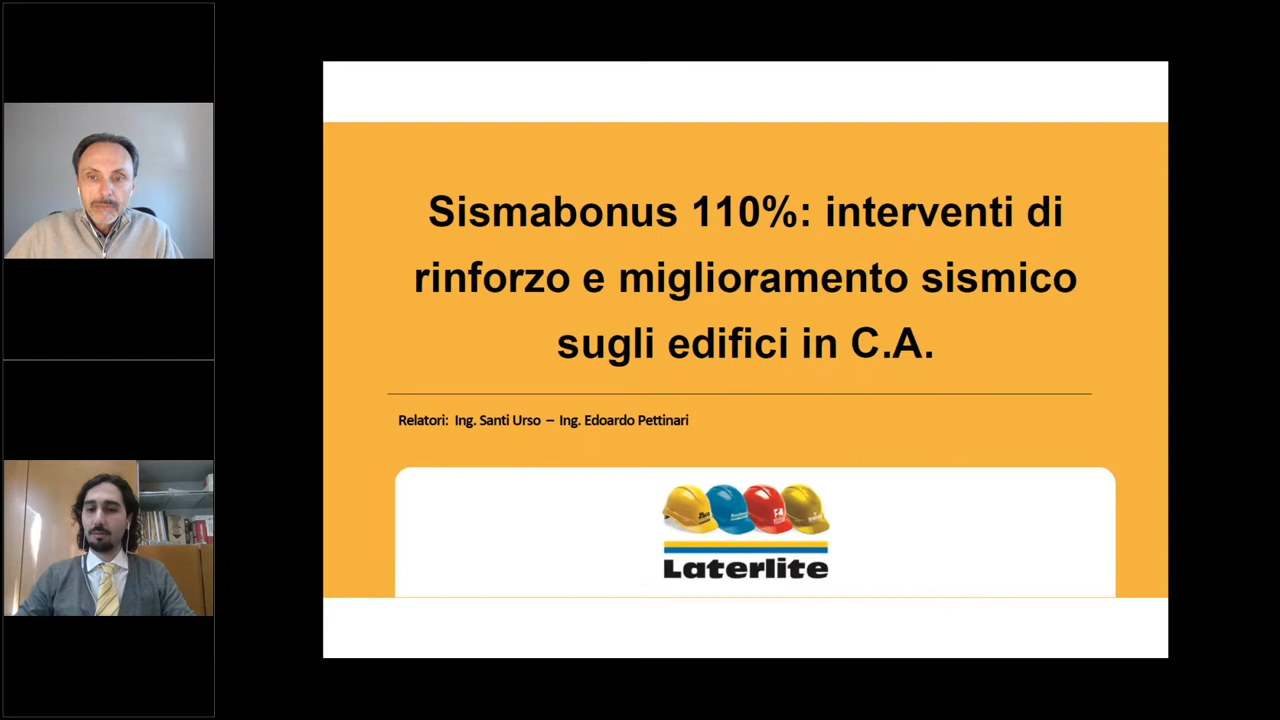 Sismabonus 110%: interventi di
rinforzo e miglioramento sismico
sugli edifici in C.A.
Relatori: Ing. Santi Urso – Ing. Edoardo Pettinari
Laterlite